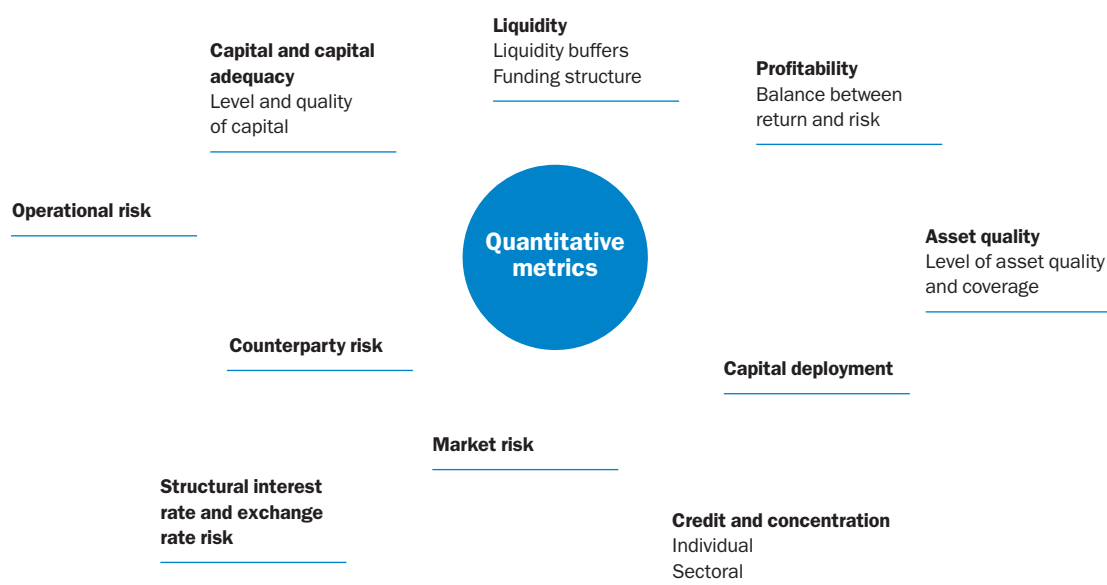 Liquidity
Liquidity buffers
Funding structure
Capital and capital
adequacy
Level and quality
of capital
Profitability
Balance between
return and risk
Operational risk
Quantitative
metrics
Asset quality
Level of asset quality
and coverage
Counterparty risk
Capital deployment
Market risk
Structural interest
rate and exchange
rate risk
Credit and concentration
Individual
Sectoral